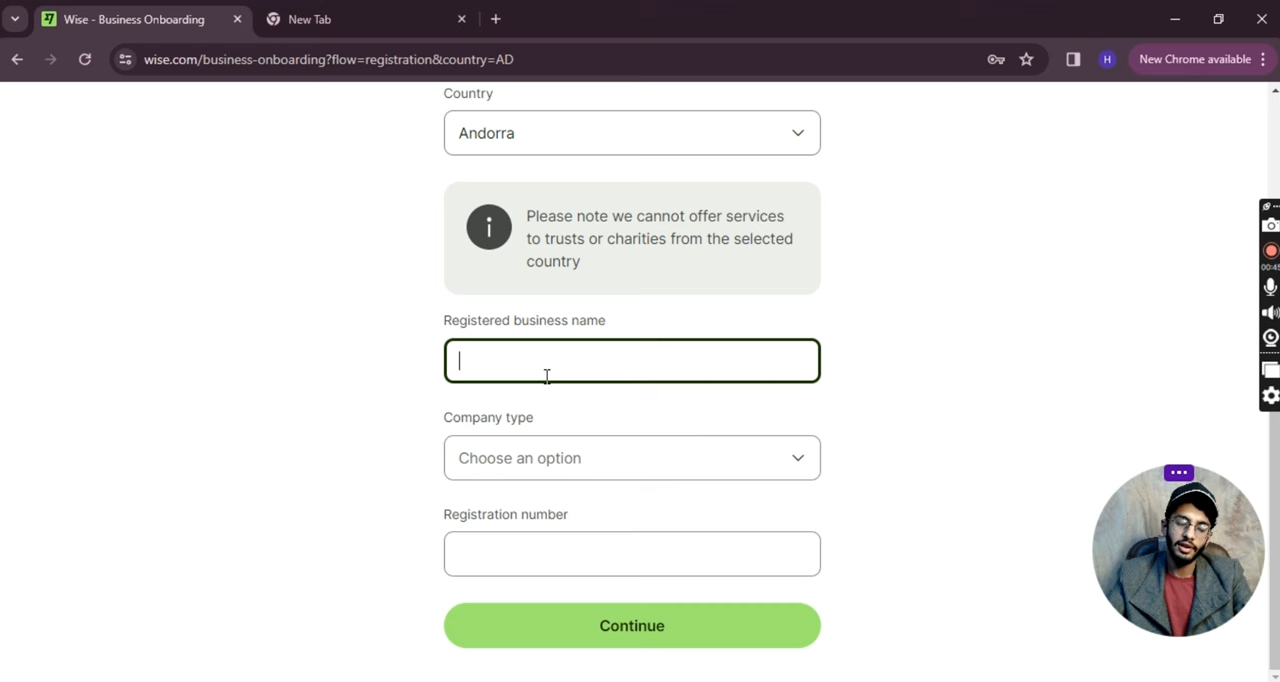 Wise - Business Onboarding
New Tab
wise.com/business-onboarding?flow=registration&country=AD
H
New Chrome available
Country
Andorra
Please note we cannot offer services
to trusts or charities from the selected
country
Registered business name
Company type
Choose an option
Registration number
Continue
00:45